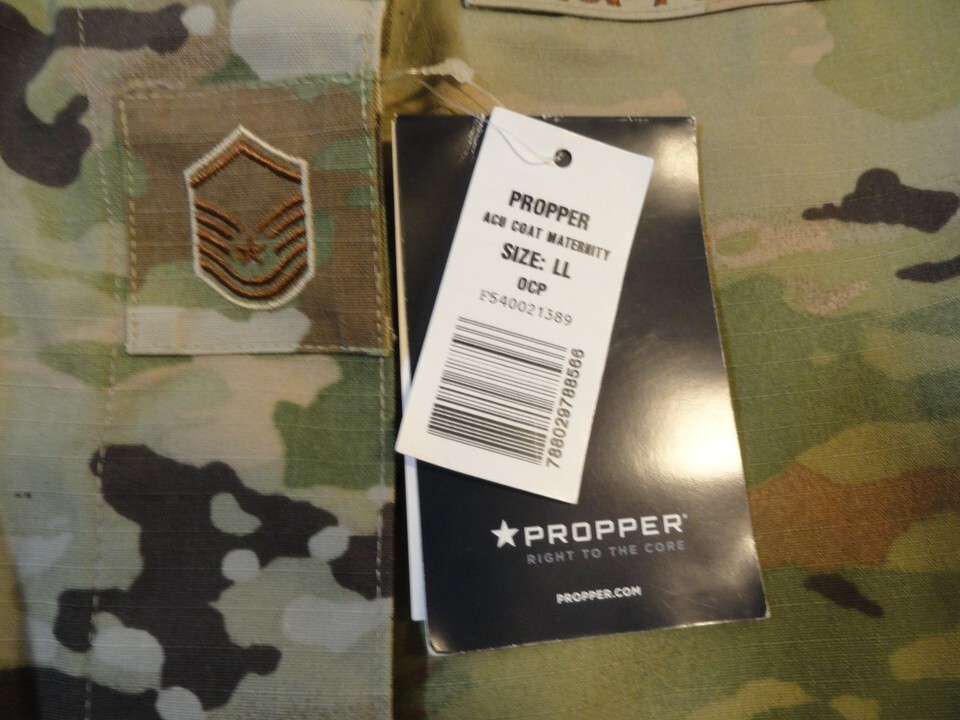 PROPPER
ACU COAT MATERNITY
SIZE: LL
OCP
F540021389
788029788566
PROPPER
RIGHT TO THE CORE
PROPPER.COM